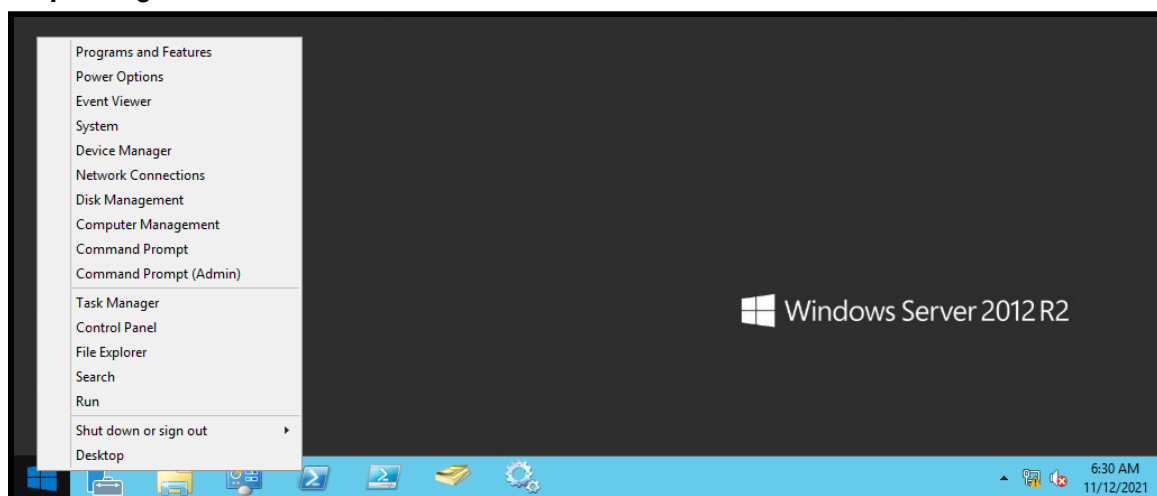 Programs and Features
Power Options
Event Viewer
System
Device Manager
Network Connections
Disk Management
Computer Management
Command Prompt
Command Prompt (Admin)
Task Manager
Control Panel
File Explorer
Search
Run
Shut down or sign out
Desktop
Windows Server 2012 R2
6:30 AM
11/12/2021